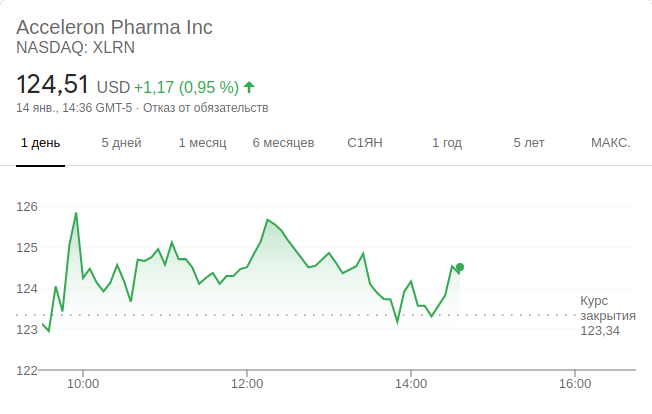 Acceleron Pharma Inc
NASDAQ: XLRN
124,51 USD +1,17 (0,95 %)
14 янв., 14:36 GMT-5 · Отказ от обязательств
1 день 5 дней 1 месяц 6 месяцев С1ЯН 1 год 5 лет МАКС.
126
125
124
123
122
Курс
закрытия
123,34
10:00 12:00 14:00 16:00